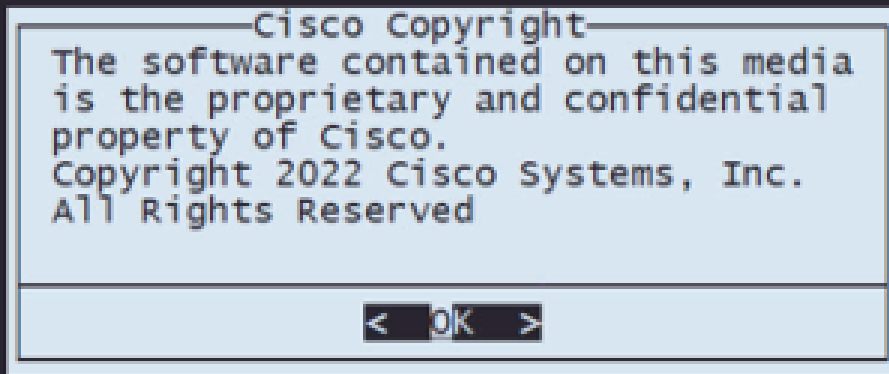 Cisco Copyright
The software contained on this media
is the proprietary and confidential
property of Cisco.
Copyright 2022 Cisco Systems, Inc.
All Rights Reserved
< OK >